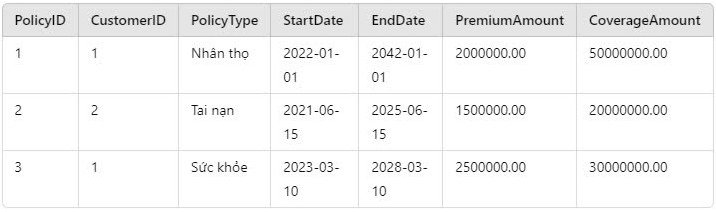 PolicyID CustomerID PolicyType StartDate EndDate PremiumAmount CoverageAmount
1 1 Nhân thọ 2022-01- 2042-01- 2000000.00 50000000.00
01 01
2 2 Tai nạn 2021-06- 2025-06- 1500000.00 20000000.00
15 15
3 1 Sức khỏe 2023-03- 2028-03- 2500000.00 30000000.00
10 10